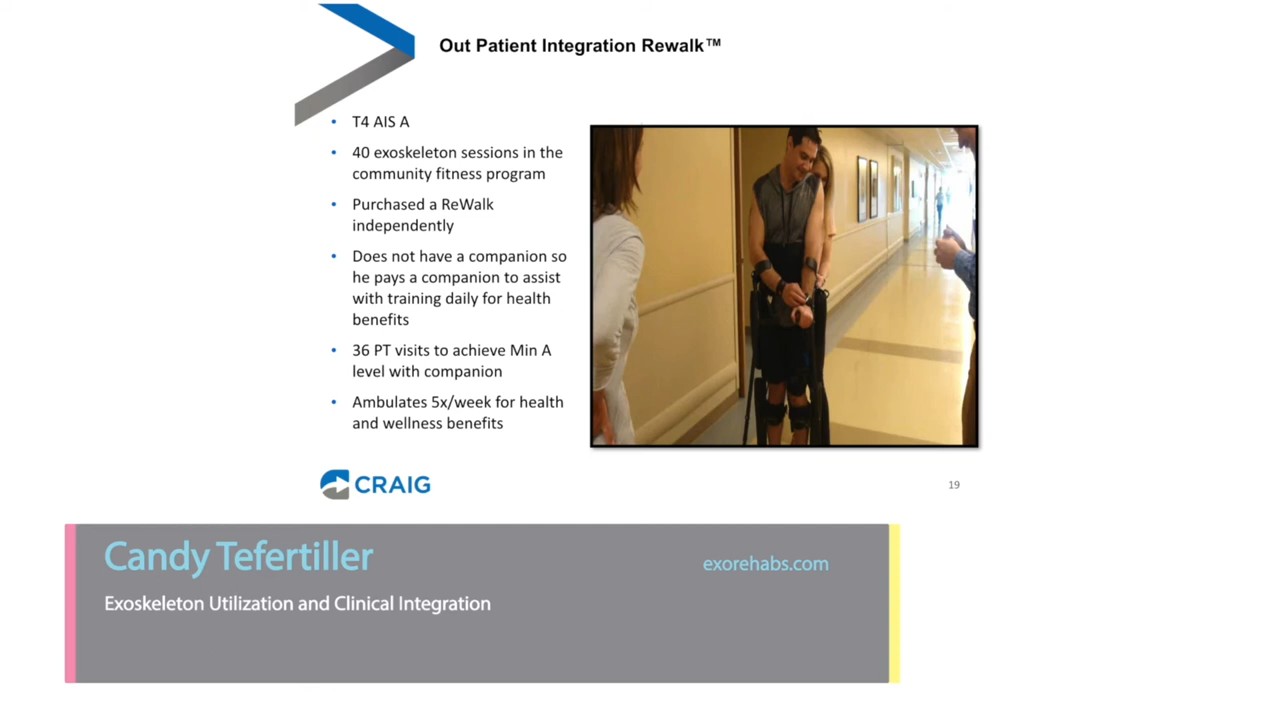 Out Patient Integration Rewalk™
• T4 AIS A
• 40 exoskeleton sessions in the
community fitness program
• Purchased a ReWalk
independently
• Does not have a companion so
he pays a companion to assist
with training daily for health
benefits
• 36 PT visits to achieve Min A
level with companion
• Ambulates 5x/week for health
and wellness benefits
CRAIG
19
Candy Tefertiller
exorehabs.com
Exoskeleton Utilization and Clinical Integration